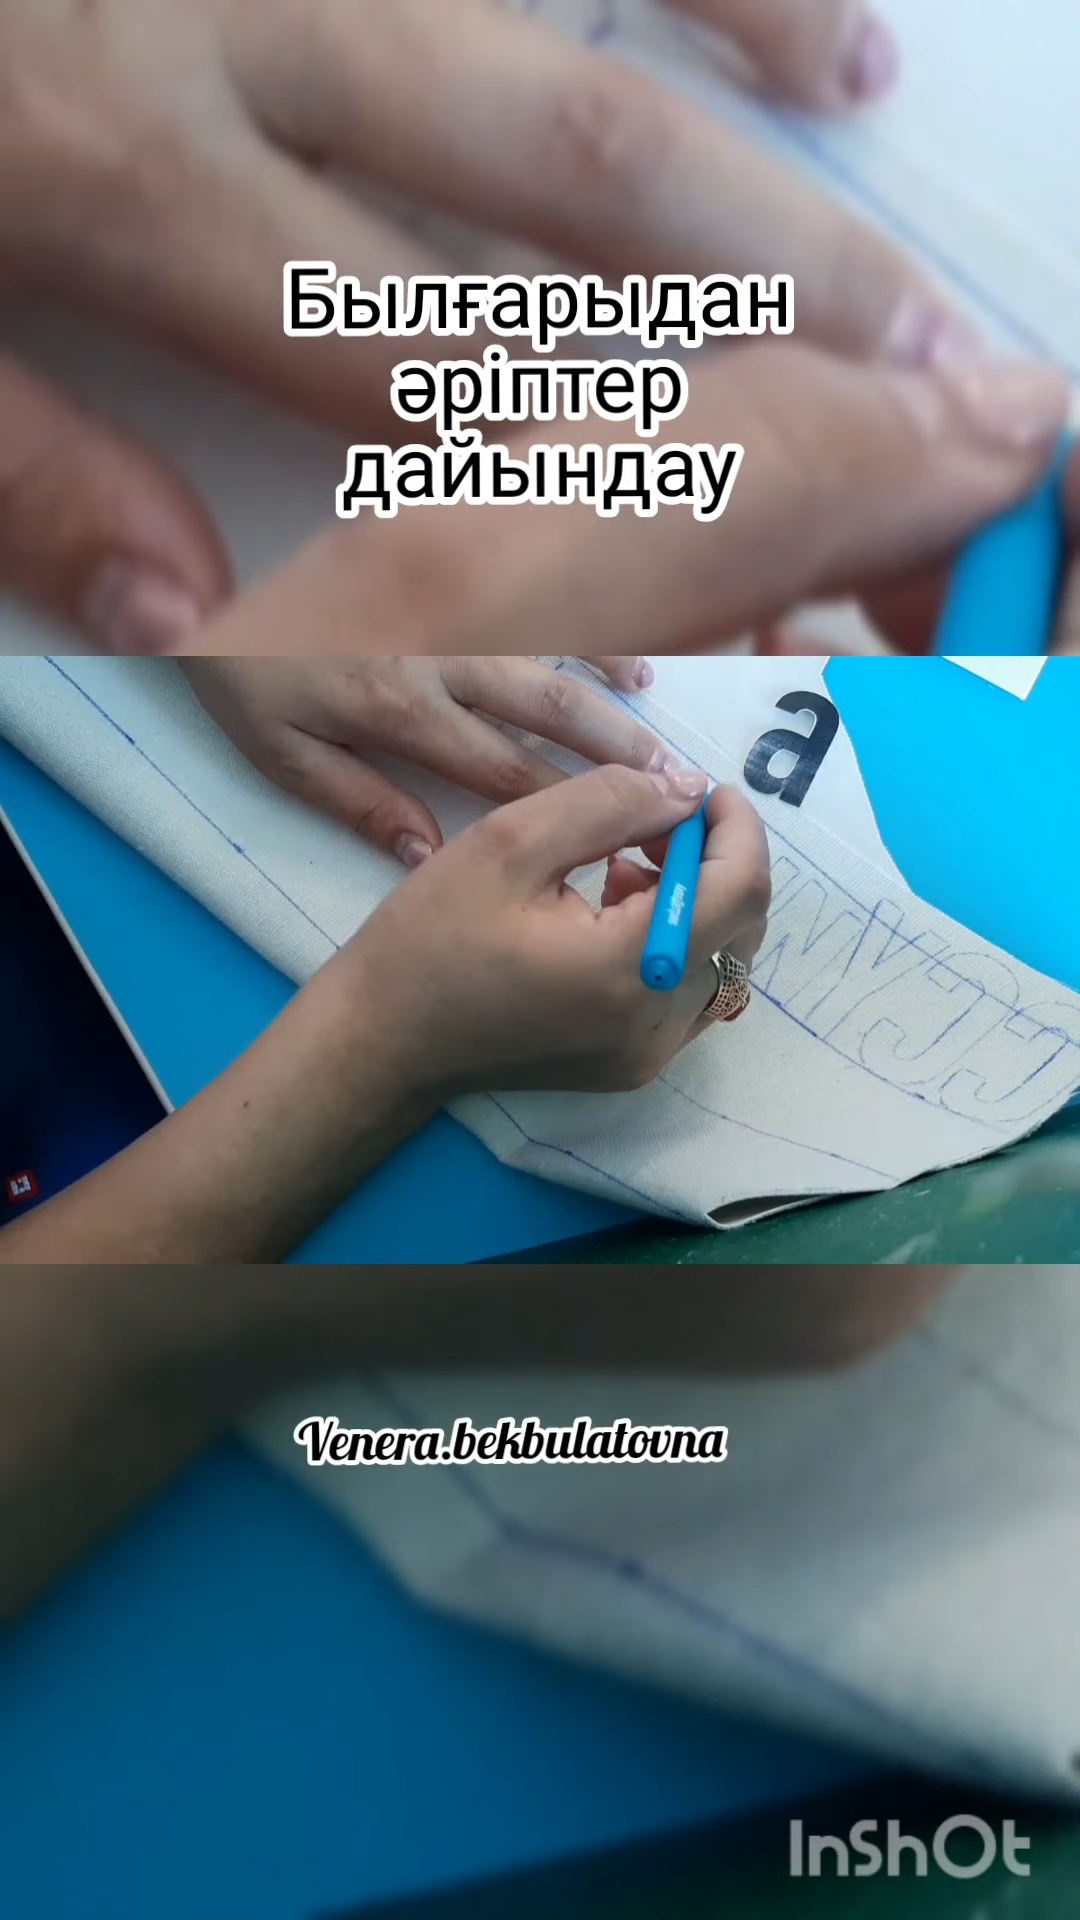 Былғарыдан
әріптер
дайындау
а
Venera.bekbulatovna
InShOt